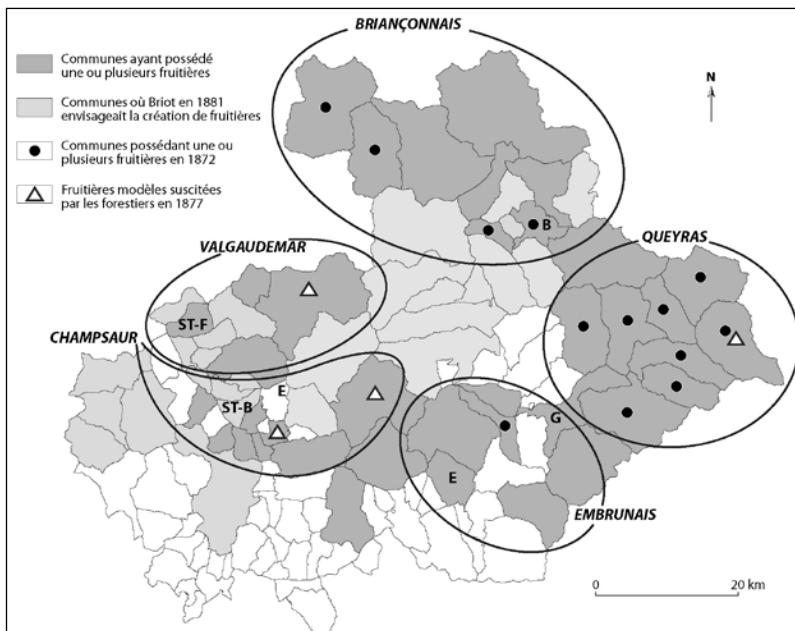 BRIANÇONNAIS
Communes ayant possédé
une ou plusieurs fruitières
Communes où Briot en 1881
envisageait la création de fruitières
Communes possédant une ou
plusieurs fruitières en 1872
Fruitières modèles suscitées
par les forestiers en 1877
N
B
VALGAUDEMAR
QUEYRAS
ST-F
CHAMPSAUR
E
ST-B
G
E
EMBRUNAIS
0 20 km